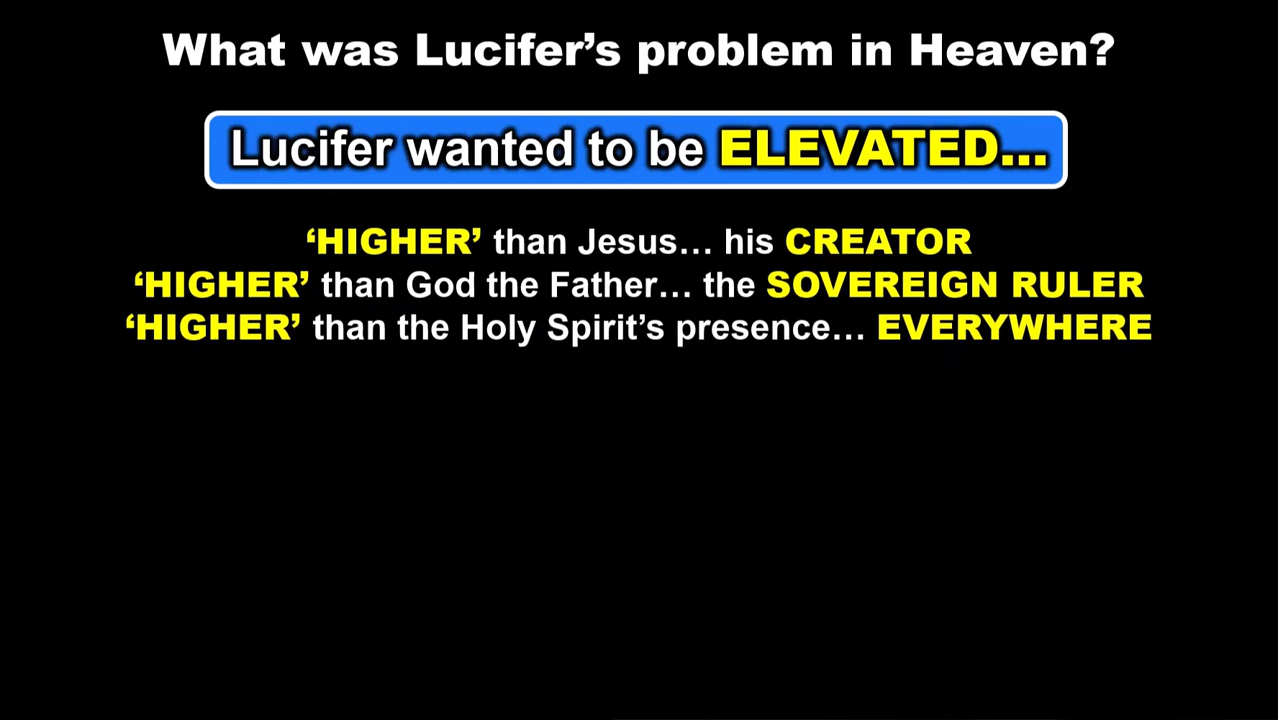 What was Lucifer’s problem in Heaven?
Lucifer wanted to be ELEVATED...
‘HIGHER’ than Jesus… his CREATOR
‘HIGHER’ than God the Father… the SOVEREIGN RULER
‘HIGHER’ than the Holy Spirit’s presence… EVERYWHERE